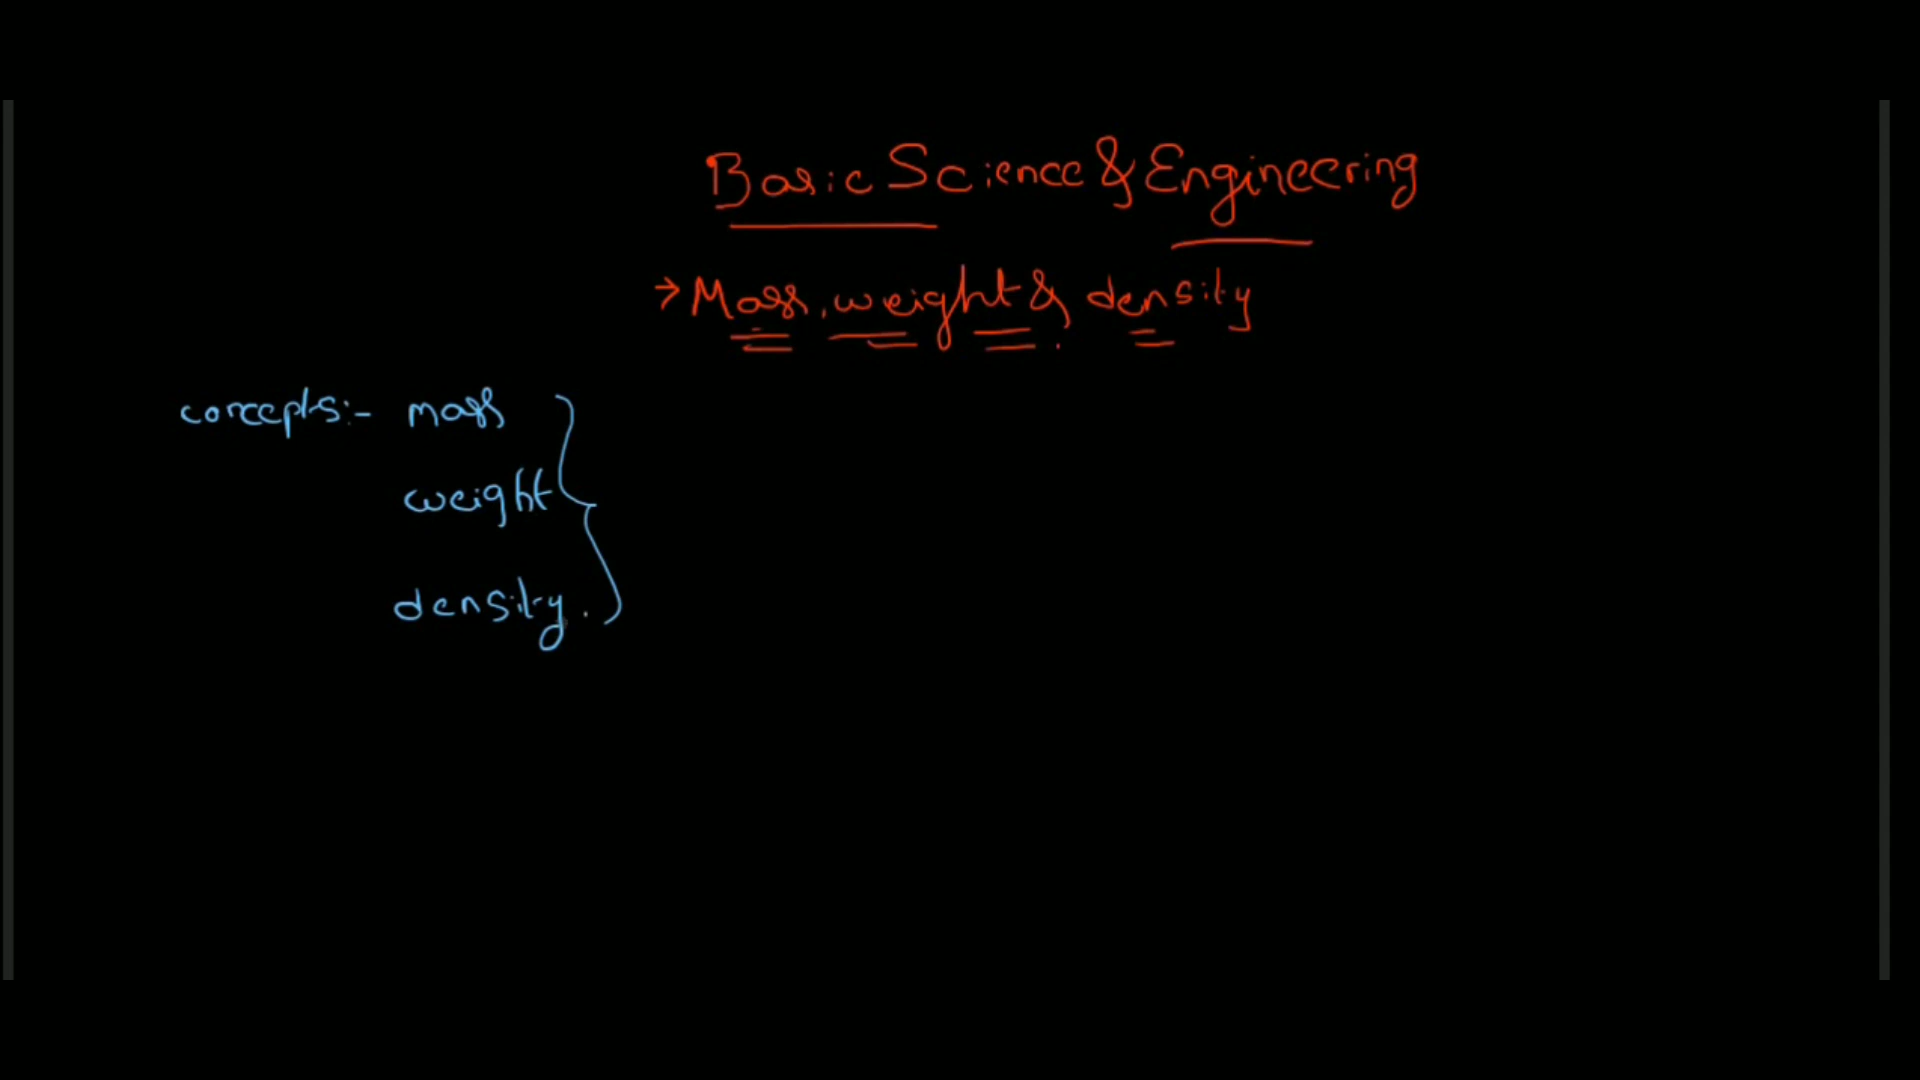 Basic Science & Engineering
→ Mass, weight & density
concepts:- mass
weight
density.